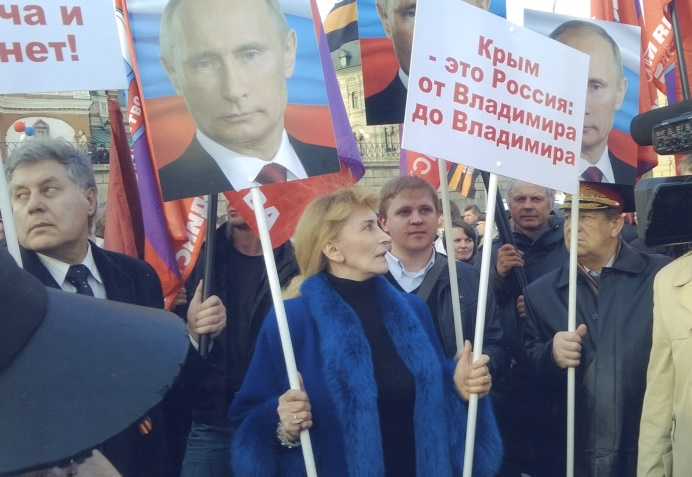 ча и
нет!
Крым
- это Россия:
от Владимира
до Владимира